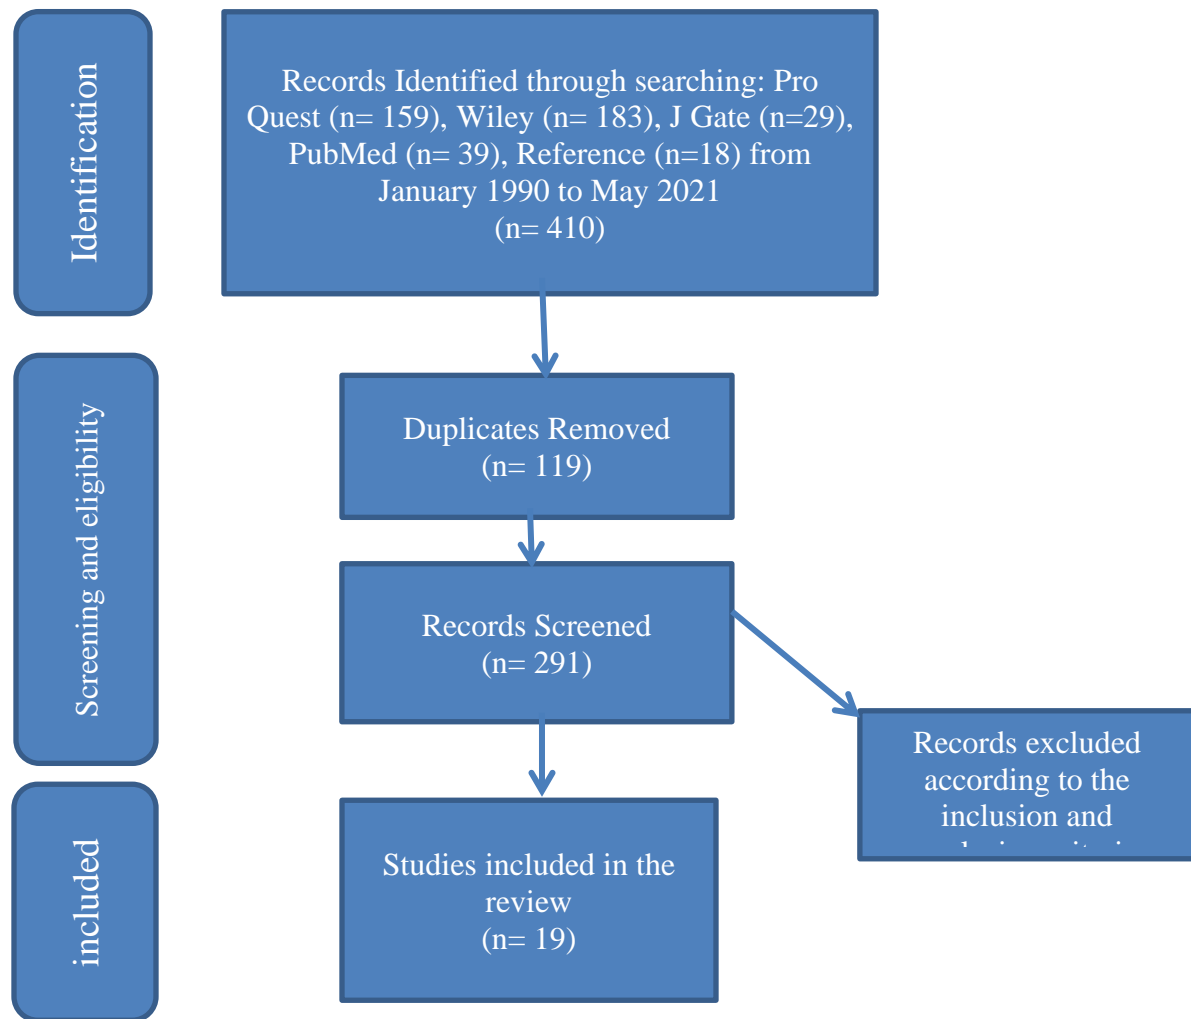 Identification
Records Identified through searching: Pro
Quest (n= 159), Wiley (n= 183), J Gate (n=29),
PubMed (n= 39), Reference (n=18) from
January 1990 to May 2021
(n= 410)
Screening and eligibility
Duplicates Removed
(n= 119)
Records Screened
(n= 291)
Records excluded
according to the
inclusion and
included
Studies included in the
review
(n= 19)